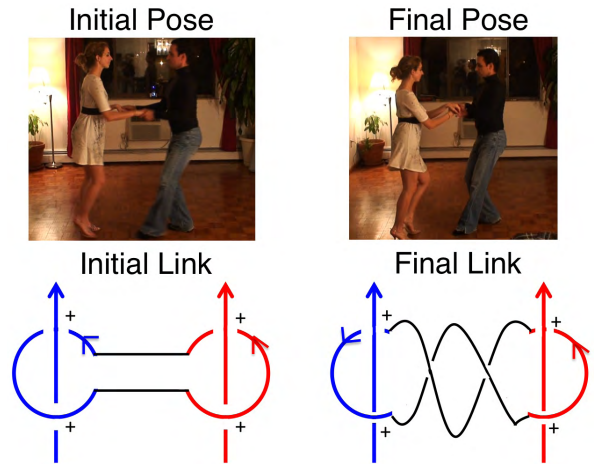 Initial Pose
Final Pose
Initial Link
Final Link
+
+
+
+
+
+
+
+